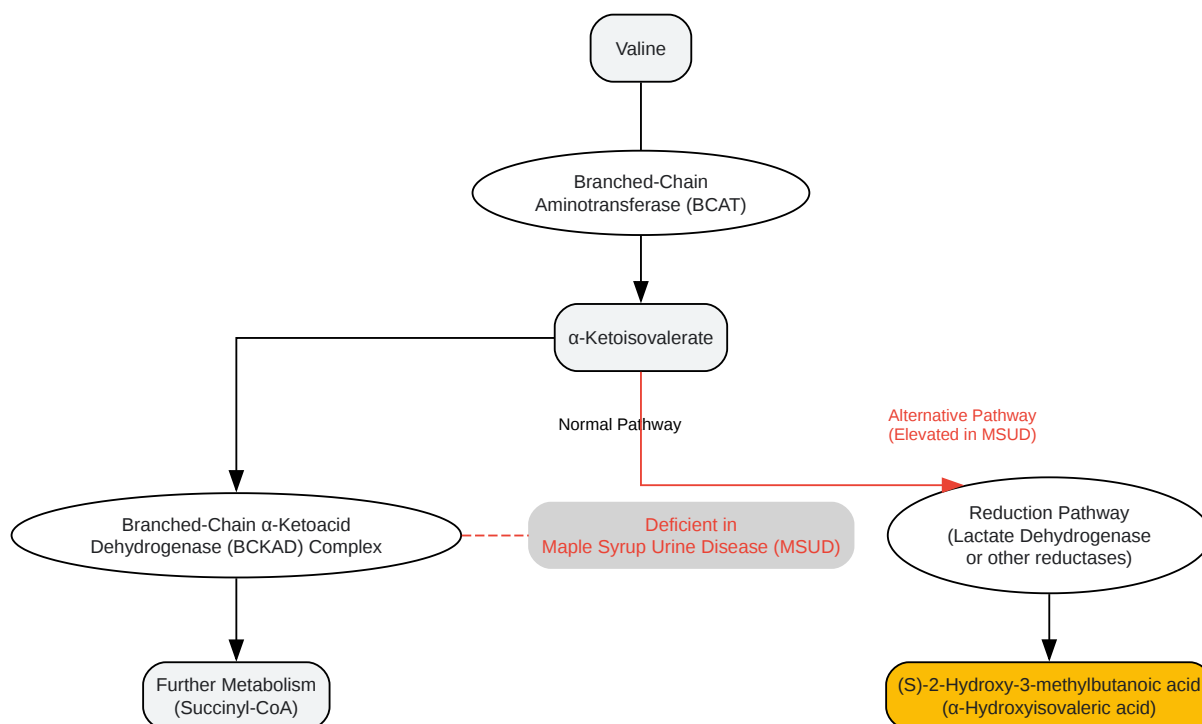 Valine
Branched-Chain
Aminotransferase (BCAT)
α-Ketoisovalerate
Normal Pathway
Alternative Pathway
(Elevated in MSUD)
Branched-Chain α-Ketoacid
Dehydrogenase (BCKAD) Complex
Deficient in
Maple Syrup Urine Disease (MSUD)
Reduction Pathway
(Lactate Dehydrogenase
or other reductases)
Further Metabolism
(Succinyl-CoA)
(S)-2-Hydroxy-3-methylbutanoic acid
(α-Hydroxyisovaleric acid)